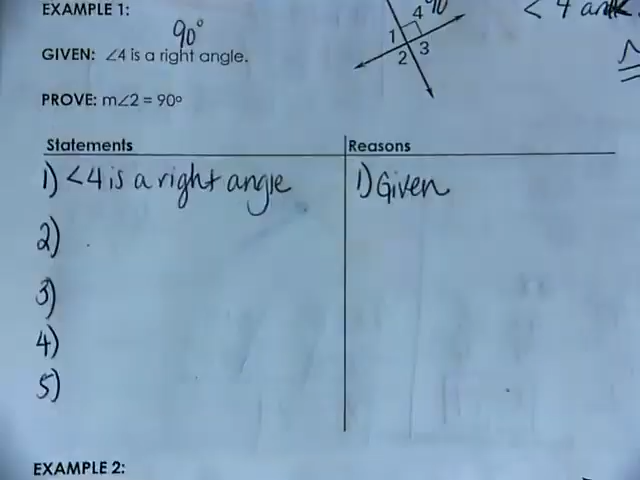 EXAMPLE 1:
90°
GIVEN: ∠4 is a right angle.
PROVE: m∠2 = 90°
4 90
1
3
2
<4 and
Statements
Reasons
1) <4 is a right angle
1) Given
2)
3)
4)
5)
EXAMPLE 2: